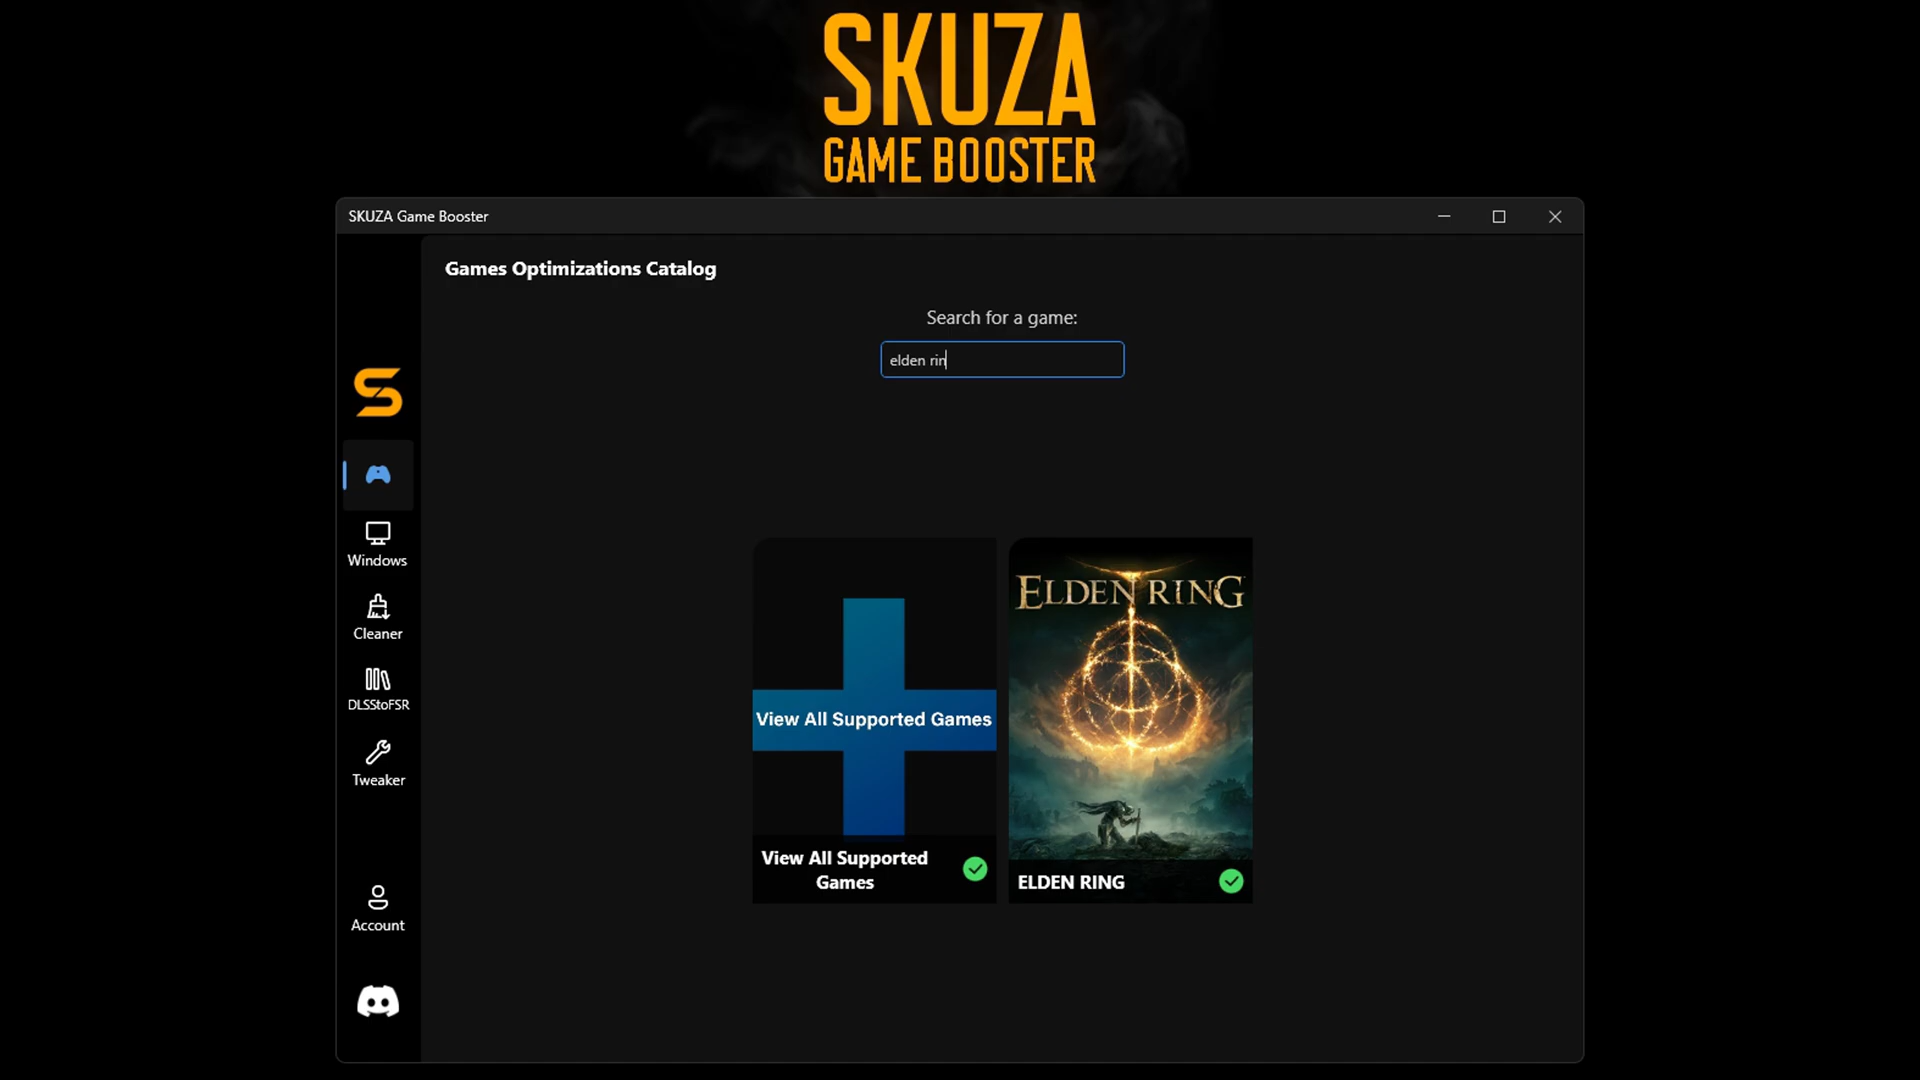 SKUZA
GAME BOOSTER
SKUZA Game Booster
Games Optimizations Catalog
Search for a game:
elden rin
Windows
Cleaner
DLSStoFSR
Tweaker
Account
View All Supported Games
View All Supported
Games
ELDEN RING
ELDEN RING